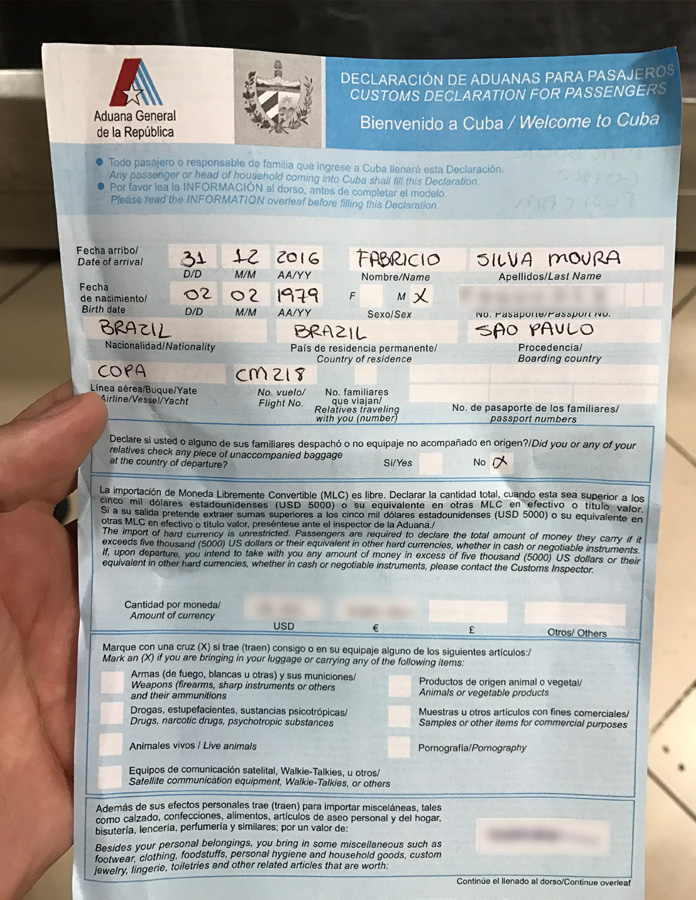 Aduana General
de la República
DECLARACIÓN DE ADUANAS PARA PASAJEROS
CUSTOMS DECLARATION FOR PASSENGERS
Bienvenido a Cuba / Welcome to Cuba
• Todo pasajero o responsable de familia que ingrese a Cuba llenará esta Declaración.
Any passenger or head of household coming into Cuba shall fill this Declaration.
• Por favor lea la INFORMACIÓN al dorso, antes de completar el modelo.
Please read the INFORMATION overleaf before filling this Declaration.
Fecha arribo/
Date of arrival
31 12 2016 FABRICIO SILVA MOURA
D/D M/M AA/YY Nombre/Name Apellidos/Last Name
Fecha
de nacimiento/
Birth date
02 02 1979 F M X
D/D M/M AA/YY Sexo/Sex No. Pasaporte/Passport No.
BRAZIL BRAZIL SAO PAULO
Nacionalidad/Nationality País de residencia permanente/
Country of residence
Procedencia/
Boarding country
COPA CM218
Línea aérea/Buque/Yate
Airline/Vessel/Yacht
No. vuelo/
Flight No.
No. familiares
que viajan/
Relatives traveling
with you (number)
No. de pasaporte de los familiares/
passport numbers
Declare si usted o alguno de sus familiares despachó o no equipaje no acompañado en origen?/Did you or any of your
relatives check any piece of unaccompanied baggage
at the country of departure?
Sí/Yes No X
La importación de Moneda Libremente Convertible (MLC) es libre. Declarar la cantidad total, cuando esta sea superior a los
cinco mil dólares estadounidenses (USD 5000) o su equivalente en otras MLC en efectivo o título valor.
Si a su salida pretende extraer sumas superiores a los cinco mil dólares estadounidenses (USD 5000) o su equivalente en
otras MLC en efectivo o título valor, preséntese ante el inspector de la Aduana./
The import of hard currency is unrestricted. Passengers are required to declare the total amount of money they carry if it
exceeds five thousand (5000) US dollars or their equivalent in other hard currencies, whether in cash or negotiable instruments.
If, upon departure, you intend to take with you any amount of money in excess of five thousand (5000) US dollars or their
equivalent in other hard currencies, whether in cash or negotiable instruments, please contact the Customs Inspector.
Cantidad por moneda/
Amount of currency
USD € £ Otros/ Others
Marque con una cruz (X) si trae (traen) consigo o en su equipaje alguno de los siguientes artículos:/
Mark an (X) if you are bringing in your luggage or carrying any of the following items:
Armas (de fuego, blancas u otras) y sus municiones/
Weapons (firearms, sharp instruments or others
and their ammunitions
Productos de origen animal o vegetal/
Animals or vegetable products
Drogas, estupefacientes, sustancias psicotrópicas/
Drugs, narcotic drugs, psychotropic substances
Muestras u otros artículos con fines comerciales/
Samples or other items for commercial purposes
Animales vivos / Live animals
Pornografía/Pornography
Equipos de comunicación satelital, Walkie-Talkies, u otros/
Satellite communication equipment, Walkie-Talkies, or others
Además de sus efectos personales trae (traen) para importar misceláneas, tales
como calzado, confecciones, alimentos, artículos de aseo personal y del hogar,
bisutería, lencería, perfumería y similares; por un valor de:
Besides your personal belongings, you bring in some miscellaneous such as
footwear, clothing, foodstuffs, personal hygiene and household goods, custom
jewelry, lingerie, toiletries and other related articles that are worth:
Continúe el llenado al dorso/Continue overleaf